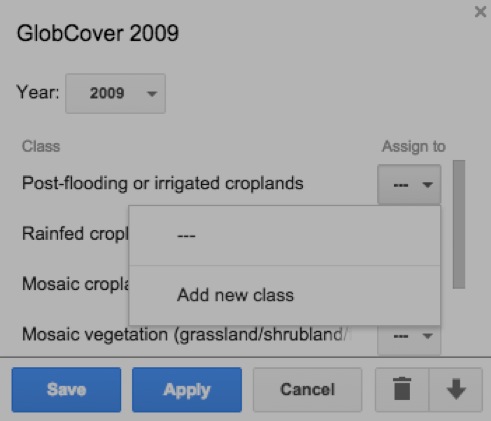 GlobCover 2009
Year: 2009
Class Assign to
Post-flooding or irrigated croplands ---
Rainfed cropl
---
Mosaic cropla
Add new class
Mosaic vegetation (grassland/shrubland/ ---
Save Apply Cancel